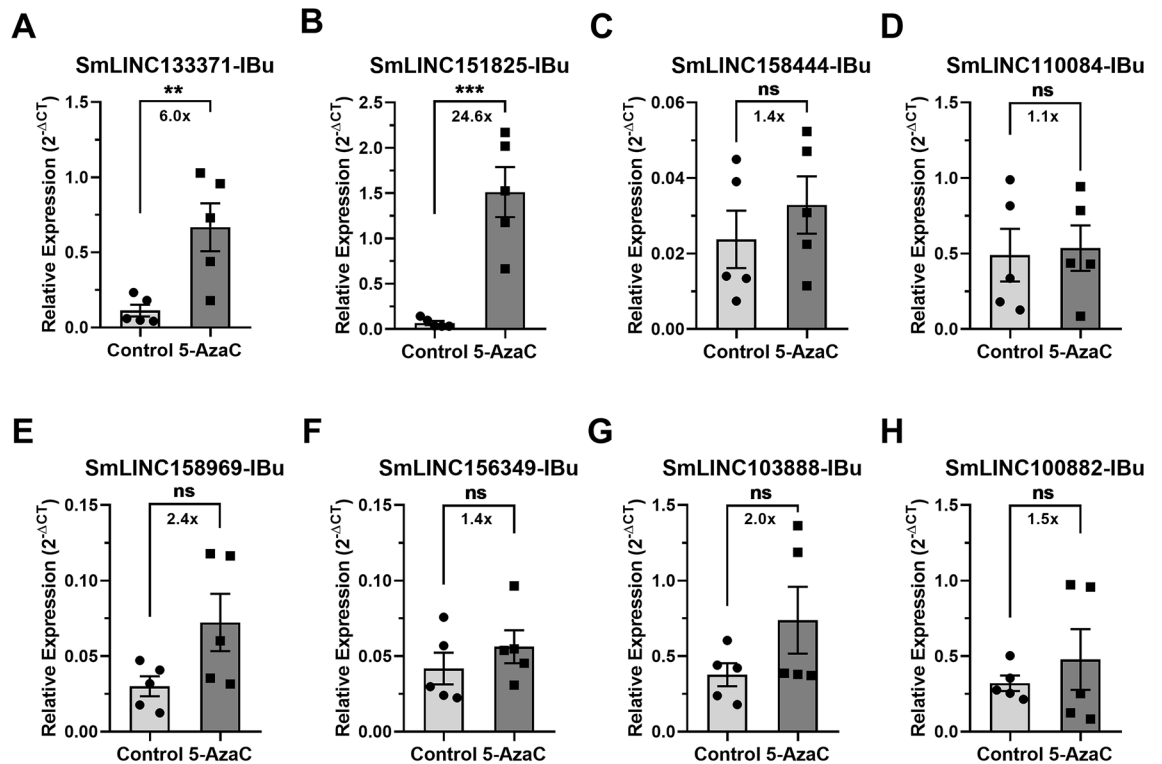 A
SmLINC133371-IBu
**
6.0x
Relative Expression (2^-ΔCT)
1.5
1.0
0.5
0.0
Control 5-AzaC
B
SmLINC151825-IBu
***
24.6x
Relative Expression (2^-ΔCT)
2.5
2.0
1.5
1.0
0.5
0.0
Control 5-AzaC
C
SmLINC158444-IBu
ns
1.4x
Relative Expression (2^-ΔCT)
0.06
0.04
0.02
0.00
Control 5-AzaC
D
SmLINC110084-IBu
ns
1.1x
Relative Expression (2^-ΔCT)
1.5
1.0
0.5
0.0
Control 5-AzaC
E
SmLINC158969-IBu
ns
2.4x
Relative Expression (2^-ΔCT)
0.15
0.10
0.05
0.00
Control 5-AzaC
F
SmLINC156349-IBu
ns
1.4x
Relative Expression (2^-ΔCT)
0.15
0.10
0.05
0.00
Control 5-AzaC
G
SmLINC103888-IBu
ns
2.0x
Relative Expression (2^-ΔCT)
1.5
1.0
0.5
0.0
Control 5-AzaC
H
SmLINC100882-IBu
ns
1.5x
Relative Expression (2^-ΔCT)
1.5
1.0
0.5
0.0
Control 5-AzaC